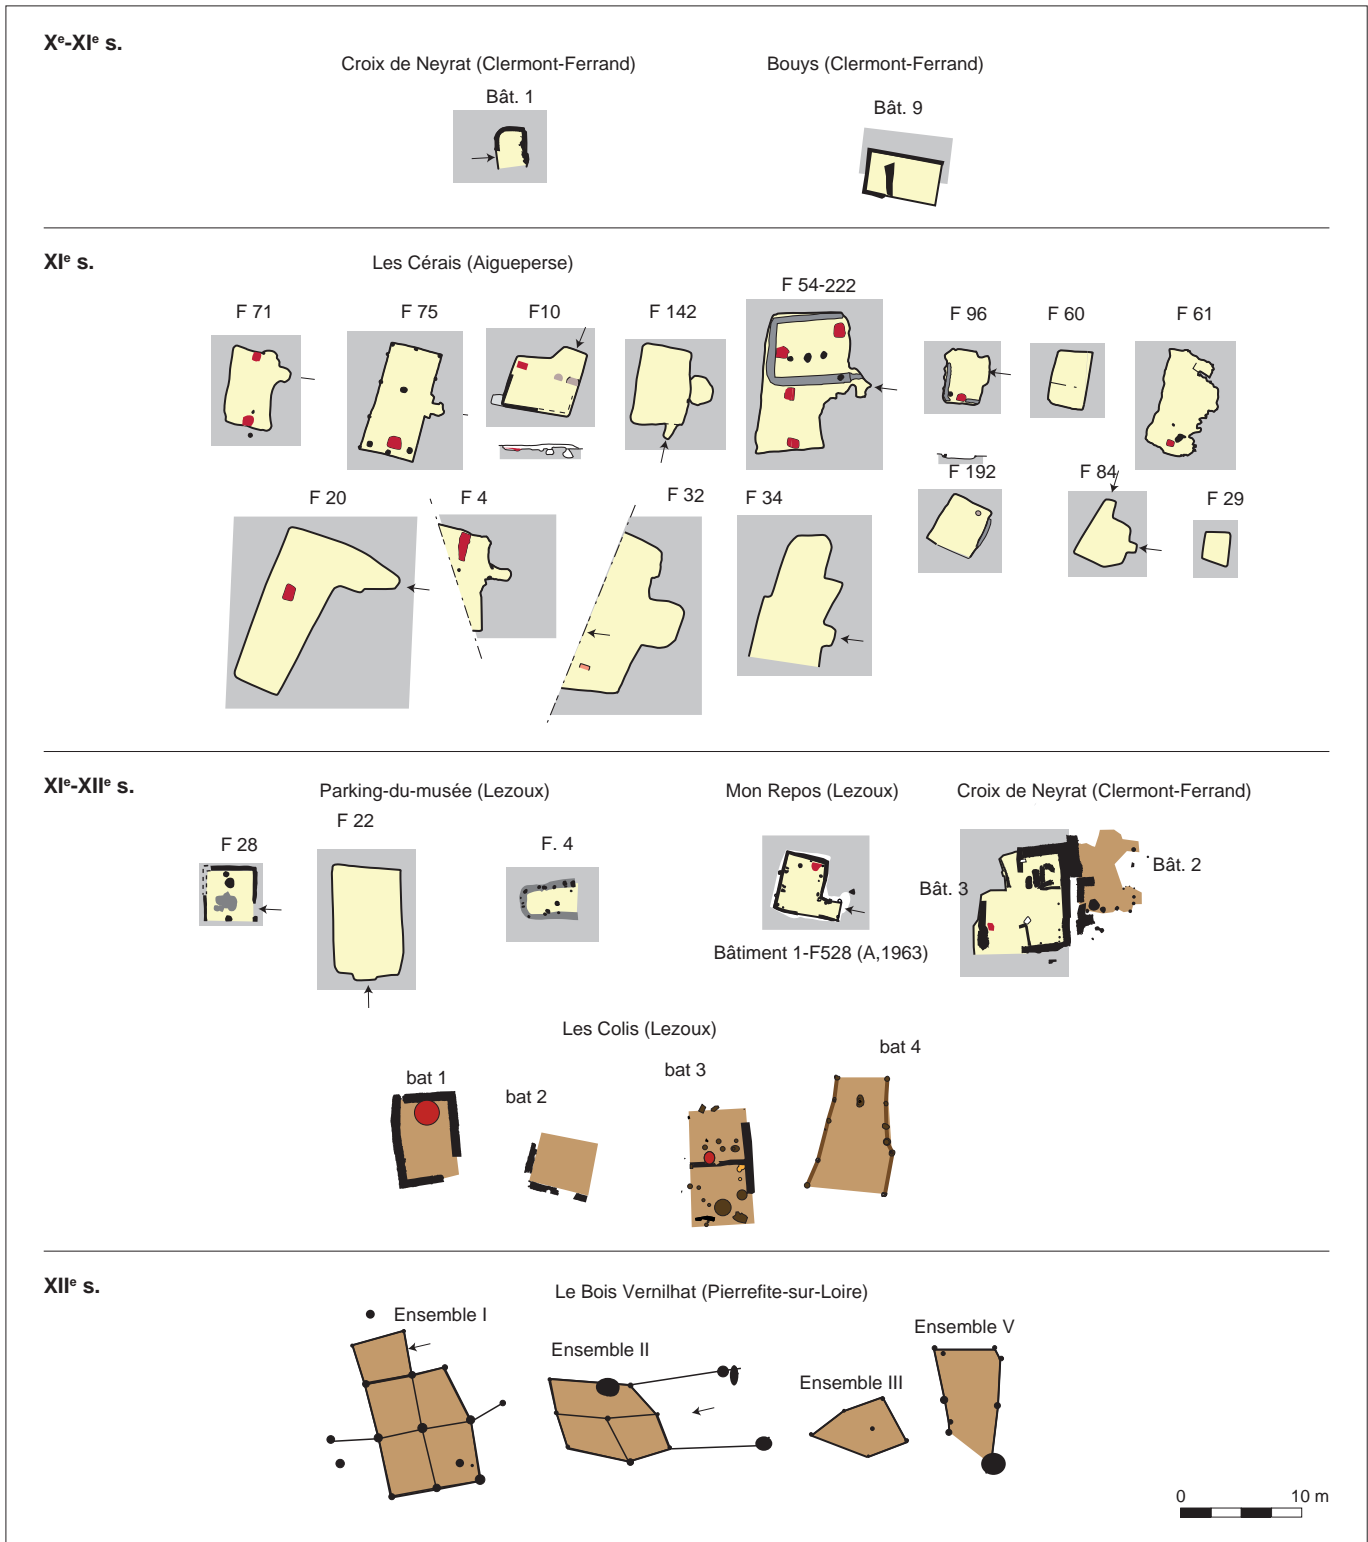 Xᵉ-XIᵉ s.
Croix de Neyrat (Clermont-Ferrand)
Bouys (Clermont-Ferrand)
Bât. 1
Bât. 9
XIᵉ s.
Les Cérais (Aigueperse)
F 71
F 75
F10
F 142
F 54-222
F 96
F 60
F 61
F 20
F 4
F 32
F 34
F 192
F 84
F 29
XIᵉ-XIIᵉ s.
Parking-du-musée (Lezoux)
Mon Repos (Lezoux)
Croix de Neyrat (Clermont-Ferrand)
F 28
F 22
F. 4
Bât. 3
Bât. 2
Bâtiment 1-F528 (A,1963)
Les Colis (Lezoux)
bat 1
bat 2
bat 3
bat 4
XIIᵉ s.
Le Bois Vernilhat (Pierrefite-sur-Loire)
Ensemble I
Ensemble II
Ensemble III
Ensemble V
0 10 m